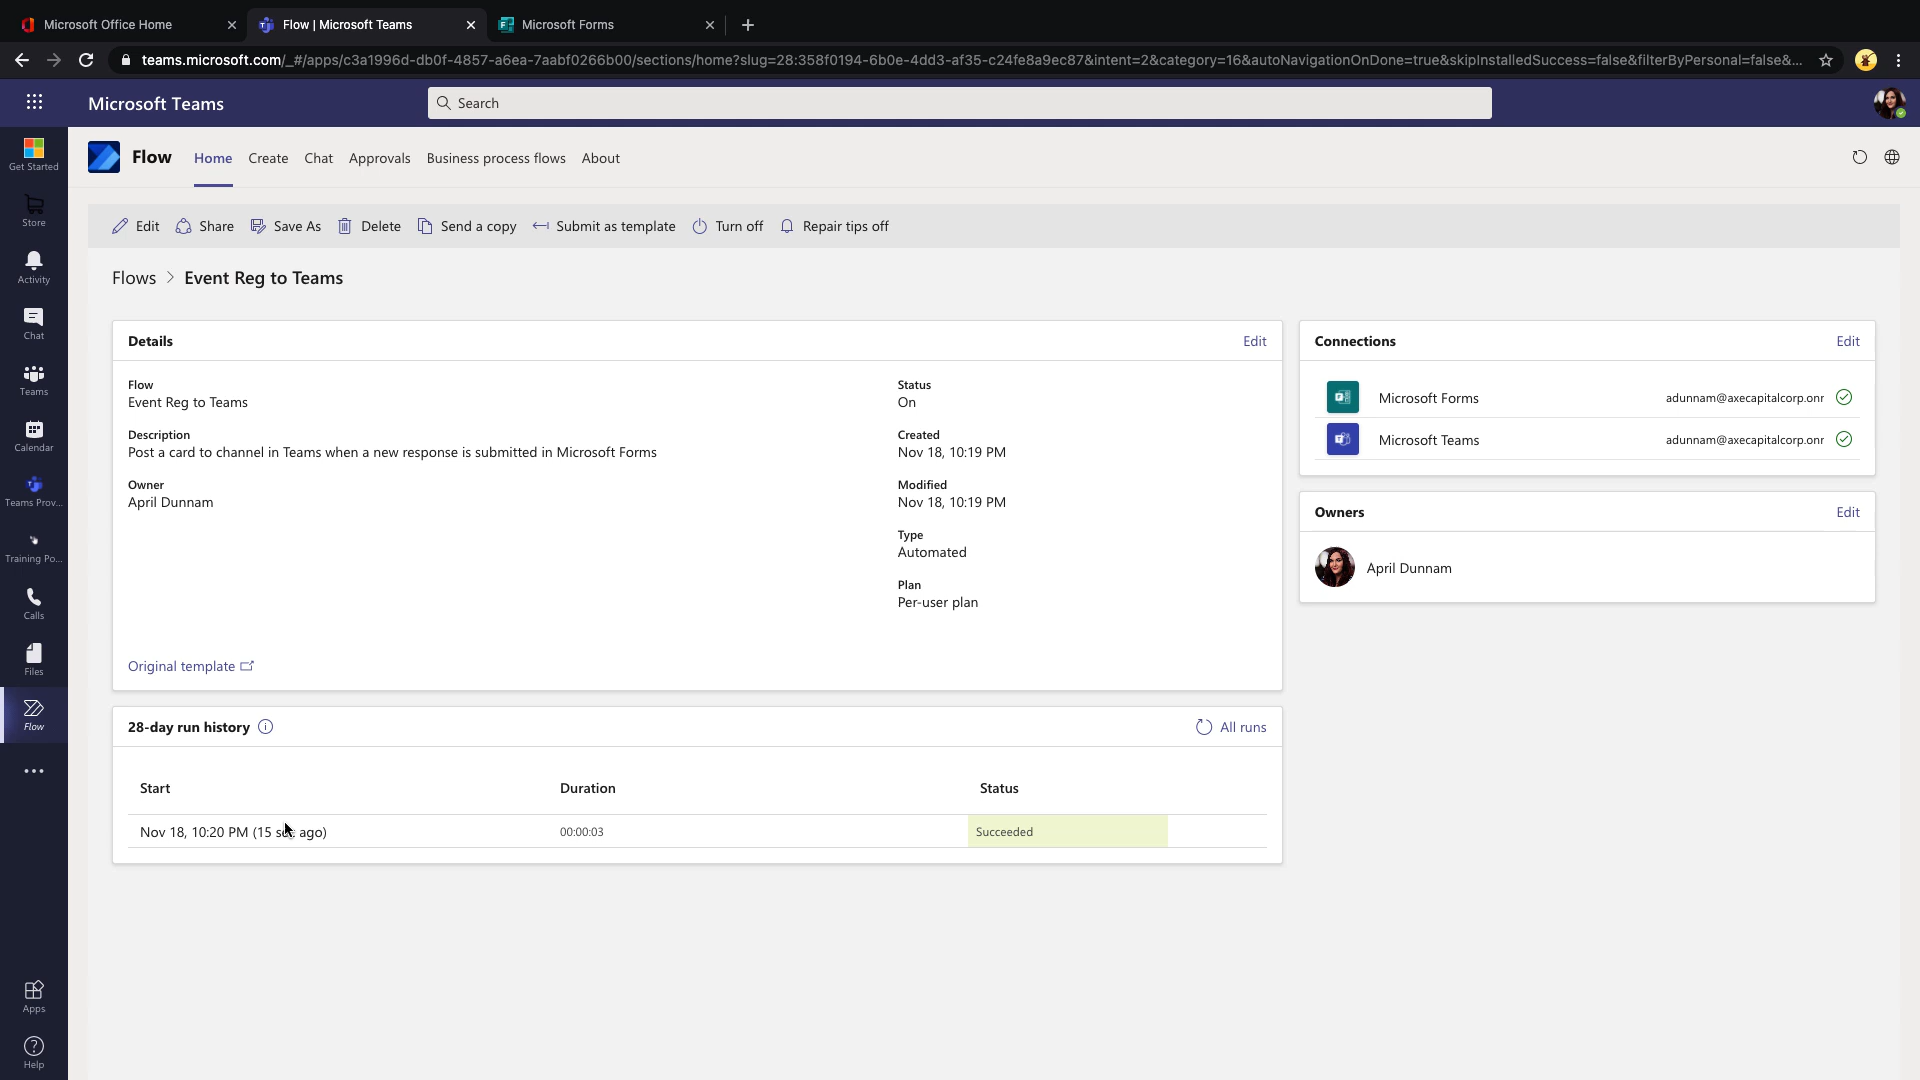 Microsoft Office Home
Flow | Microsoft Teams
Microsoft Forms
teams.microsoft.com/_#/apps/c3a1996d-db0f-4857-a6ea-7aabf0266b00/sections/home?slug=28:358f0194-6b0e-4dd3-af35-c24fe8a9ec87&intent=2&category=16&autoNavigationOnDone=true&skipInstalledSuccess=false&filterByPersonal=false&...
Microsoft Teams
Search
Get Started
Store
Activity
Chat
Teams
Calendar
Teams Prov...
Training Po...
Calls
Files
Flow
Apps
Help
Flow Home Create Chat Approvals Business process flows About
Edit Share Save As Delete Send a copy Submit as template Turn off Repair tips off
Flows > Event Reg to Teams
Details Edit
Flow
Event Reg to Teams
Description
Post a card to channel in Teams when a new response is submitted in Microsoft Forms
Owner
April Dunnam
Status
On
Created
Nov 18, 10:19 PM
Modified
Nov 18, 10:19 PM
Type
Automated
Plan
Per-user plan
Original template
Connections Edit
Microsoft Forms adunnam@axecapitalcorp.onr
Microsoft Teams adunnam@axecapitalcorp.onr
Owners Edit
April Dunnam
28-day run history All runs
Start Duration Status
Nov 18, 10:20 PM (15 sec ago) 00:00:03 Succeeded